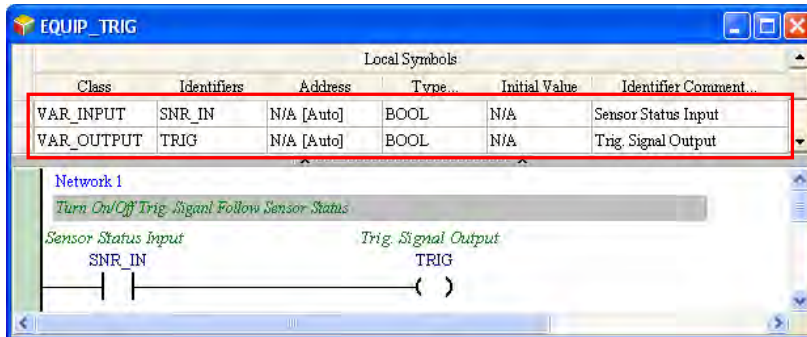 EQUIP_TRIG
Local Symbols
Class Identifiers Address Type... Initial Value Identifier Comment...
VAR_INPUT SNR_IN N/A [Auto] BOOL N/A Sensor Status Input
VAR_OUTPUT TRIG N/A [Auto] BOOL N/A Trig. Signal Output
Network 1
Turn On/Off Trig. Siganl Follow Sensor Status
Sensor Status Input Trig. Signal Output
SNR_IN TRIG